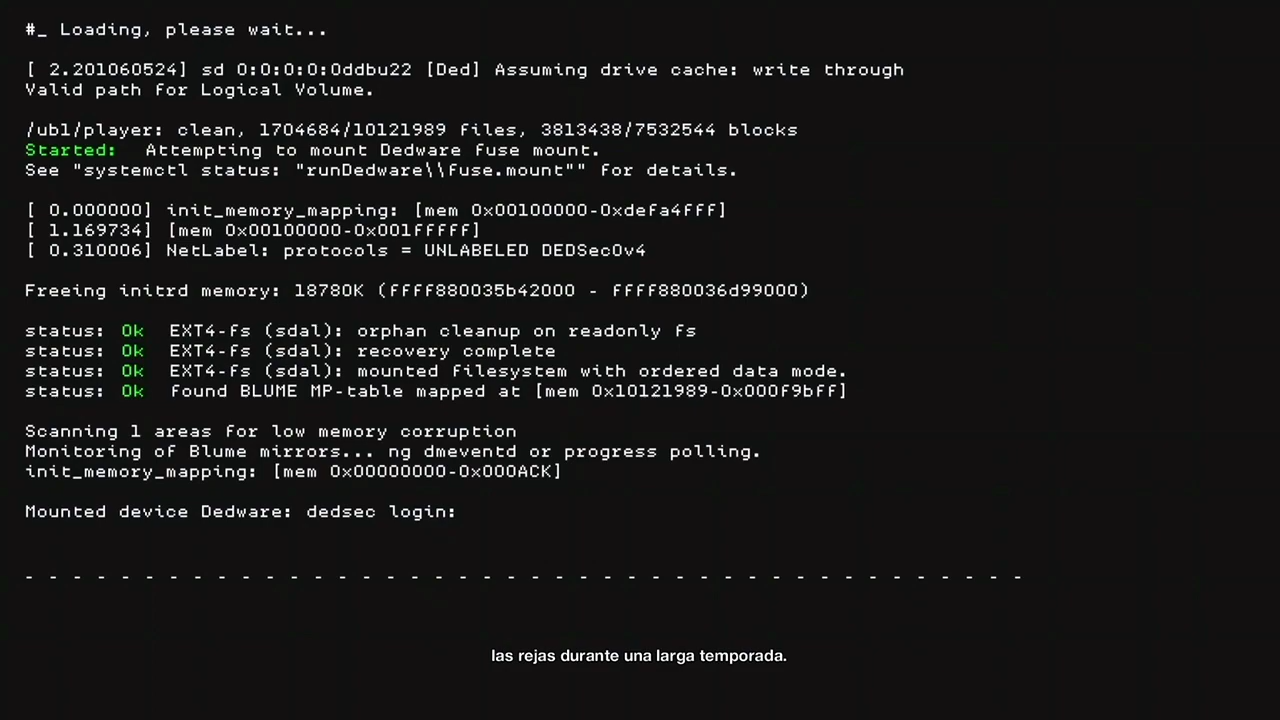 #_ Loading, please wait...
[ 2.201060524] sd 0:0:0:0:0ddbu22 [Ded] Assuming drive cache: write through
Valid path for Logical Volume.
/ubl/player: clean, 1704684/10121989 files, 3813438/7532544 blocks
Started: Attempting to mount Dedware fuse mount.
See "systemctl status: "runDedware\\fuse.mount"" for details.
[ 0.000000] init_memory_mapping: [mem 0x00100000-0xdefa4fff]
[ 1.169734] [mem 0x00100000-0x001fffff]
[ 0.310006] NetLabel: protocols = UNLABELED DEDSecOv4
Freeing initrd memory: 18780K (ffff880035b42000 - ffff880036d99000)
status: Ok EXT4-fs (sdal): orphan cleanup on readonly fs
status: Ok EXT4-fs (sdal): recovery complete
status: Ok EXT4-fs (sdal): mounted filesystem with ordered data mode.
status: Ok Found BLUME MP-table mapped at [mem 0x10121989-0x000f9bff]
Scanning 1 areas for low memory corruption
Monitoring of Blume mirrors... ng dmeventd or progress polling.
init_memory_mapping: [mem 0x00000000-0x000ACK]
Mounted device Dedware: dedsec login:
- - - - - - - - - - - - - - - - - - - - - - - - - - - - - - - - - - - - - - - - - -
las rejas durante una larga temporada.